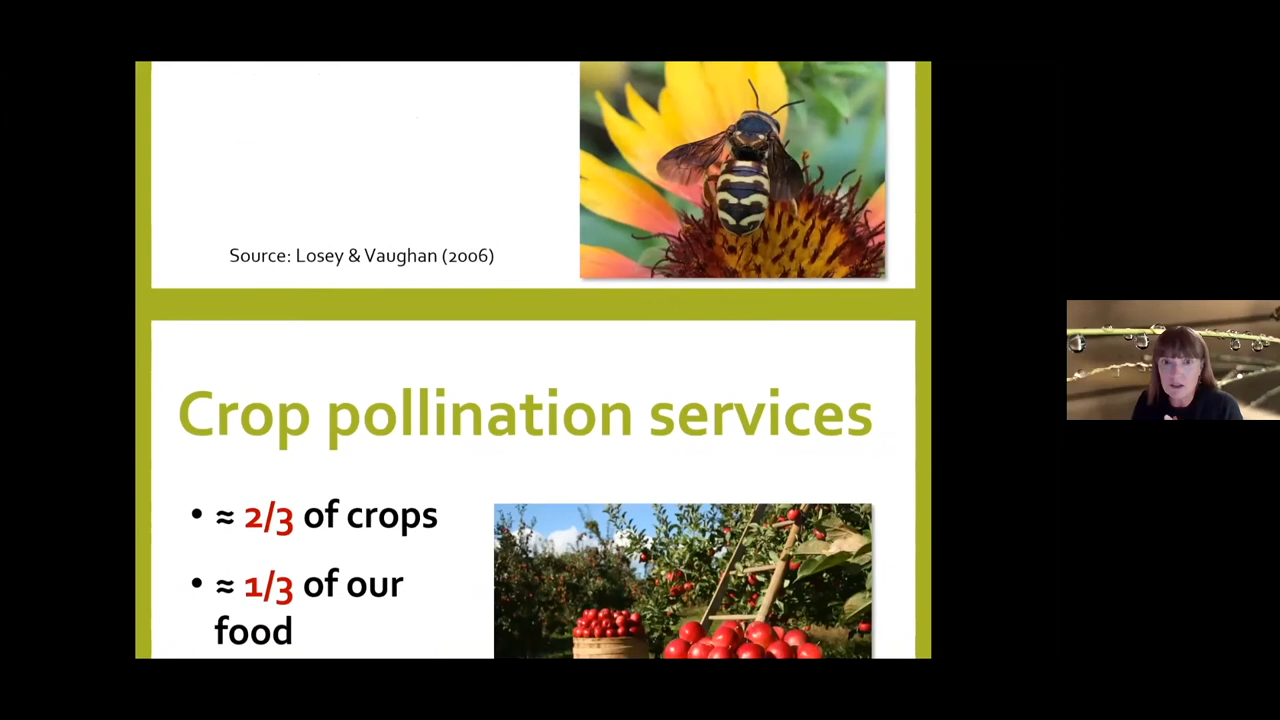 Source: Losey & Vaughan (2006)
Crop pollination services
• ≈ 2/3 of crops
• ≈ 1/3 of our
food